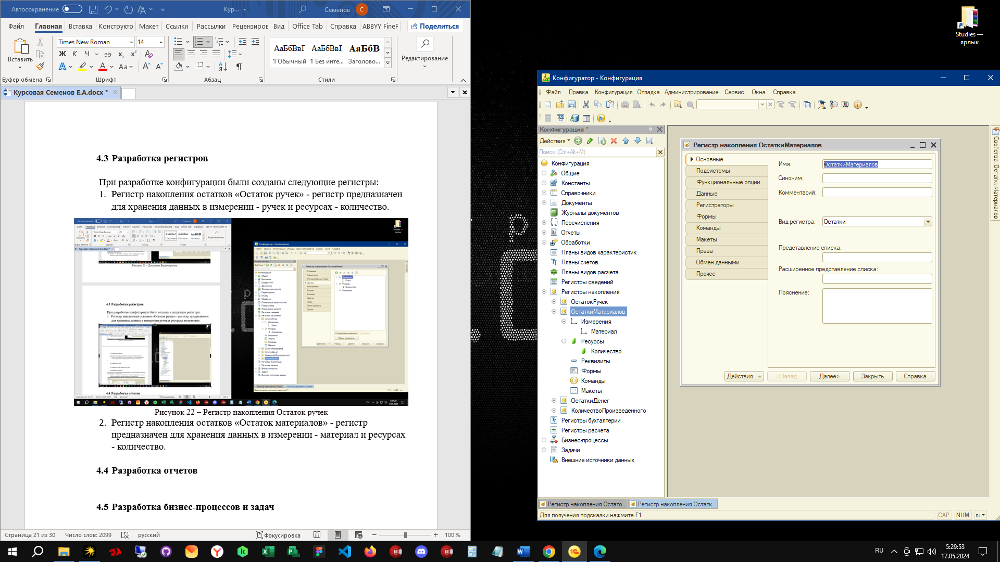 Автосохранение
Кур...
Семенов
С
Файл
Главная
Вставка
Конструкто
Макет
Ссылки
Рассылки
Рецензиров
Вид
Office Tab
Справка
ABBYY FineF
Поделиться
Times New Roman
14
Вставить
Ж К Ч ab x₂ x²
Aa
АаБбВвГ
АаБбВвГ
АаБбВ
¶ Обычный
¶ Без инте...
Заголово...
Редактирование
Буфер обмена
Шрифт
Абзац
Стили
Курсовая Семенов Е.А.docx *
4.3 Разработка регистров
При разработке конфигурации были созданы следующие регистры:
1. Регистр накопления остатков «Остаток ручек» - регистр предназначен
для хранения данных в измерении - ручек и ресурсах - количество.
Рисунок 21 – Документ Выдача ручек
4.3 Разработка регистров
При разработке конфигурации были созданы следующие регистры:
1. Регистр накопления остатков «Остаток ручек» - регистр предназначен
для хранения данных в измерении ручек и ресурсах количество.
4.4 Разработка отчетов
Рисунок 22 – Регистр накопления Остаток ручек
2. Регистр накопления остатков «Остаток материалов» - регистр
предназначен для хранения данных в измерении - материал и ресурсах
- количество.
4.4 Разработка отчетов
4.5 Разработка бизнес-процессов и задач
Страница 21 из 30
Число слов: 2099
русский
Фокусировка
100 %
Studies —
ярлык
Конфигуратор - Конфигурация
Файл
Правка
Конфигурация
Отладка
Администрирование
Сервис
Окна
Справка
Конфигурация *
Действия
Поиск (Ctrl+Alt+M)
Конфигурация
Общие
Константы
Справочники
Документы
Журналы документов
Перечисления
Отчеты
Обработки
Планы видов характеристик
Планы счетов
Планы видов расчета
Регистры сведений
Регистры накопления
ОстатокРучек
ОстаткиМатериалов
Измерения
Материал
Ресурсы
Количество
Реквизиты
Формы
Команды
Макеты
ОстаткиДенег
КоличествоПроизведенного
Регистры бухгалтерии
Регистры расчета
Бизнес-процессы
Задачи
Внешние источники данных
Регистр накопления ОстаткиМатериалов
Основные
Подсистемы
Функциональные опции
Данные
Регистраторы
Формы
Команды
Макеты
Права
Обмен данными
Прочее
Имя:
ОстаткиМатериалов
Синоним:
Комментарий:
Вид регистра:
Остатки
Представление списка:
Расширенное представление списка:
Пояснение:
Действия
<Назад
Далее>
Закрыть
Справка
Свойства: ОстаткиМатериалов
Регистр накопления Остато...
Регистр накопления Остатк...
Для получения подсказки нажмите F1
CAP
NUM
ru
RU
5:29:53
17.05.2024